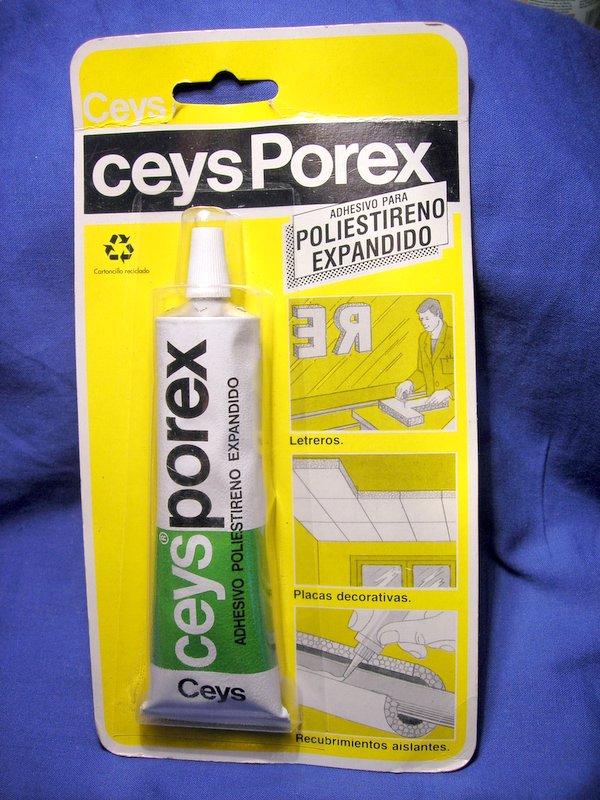 Ceys
ceys Porex
ADHESIVO PARA
POLIESTIRENO
EXPANDIDO
Cartoncillo reciclado
RE
Letreros.
Placas decorativas.
Recubrimientos aislantes.
ceys® porex
ADHESIVO POLIESTIRENO EXPANDIDO
Ceys